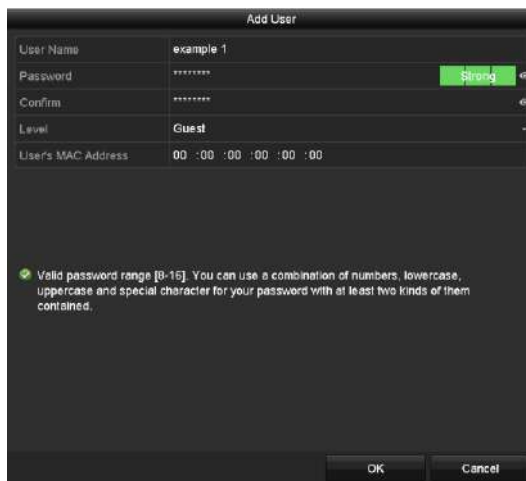 Add User
User Name example 1
Password ******** Strong
Confirm ********
Level Guest
User's MAC Address 00 :00 :00 :00 :00 :00
Valid password range [8-16]. You can use a combination of numbers, lowercase,
uppercase and special character for your password with at least two kinds of them
contained.
OK Cancel